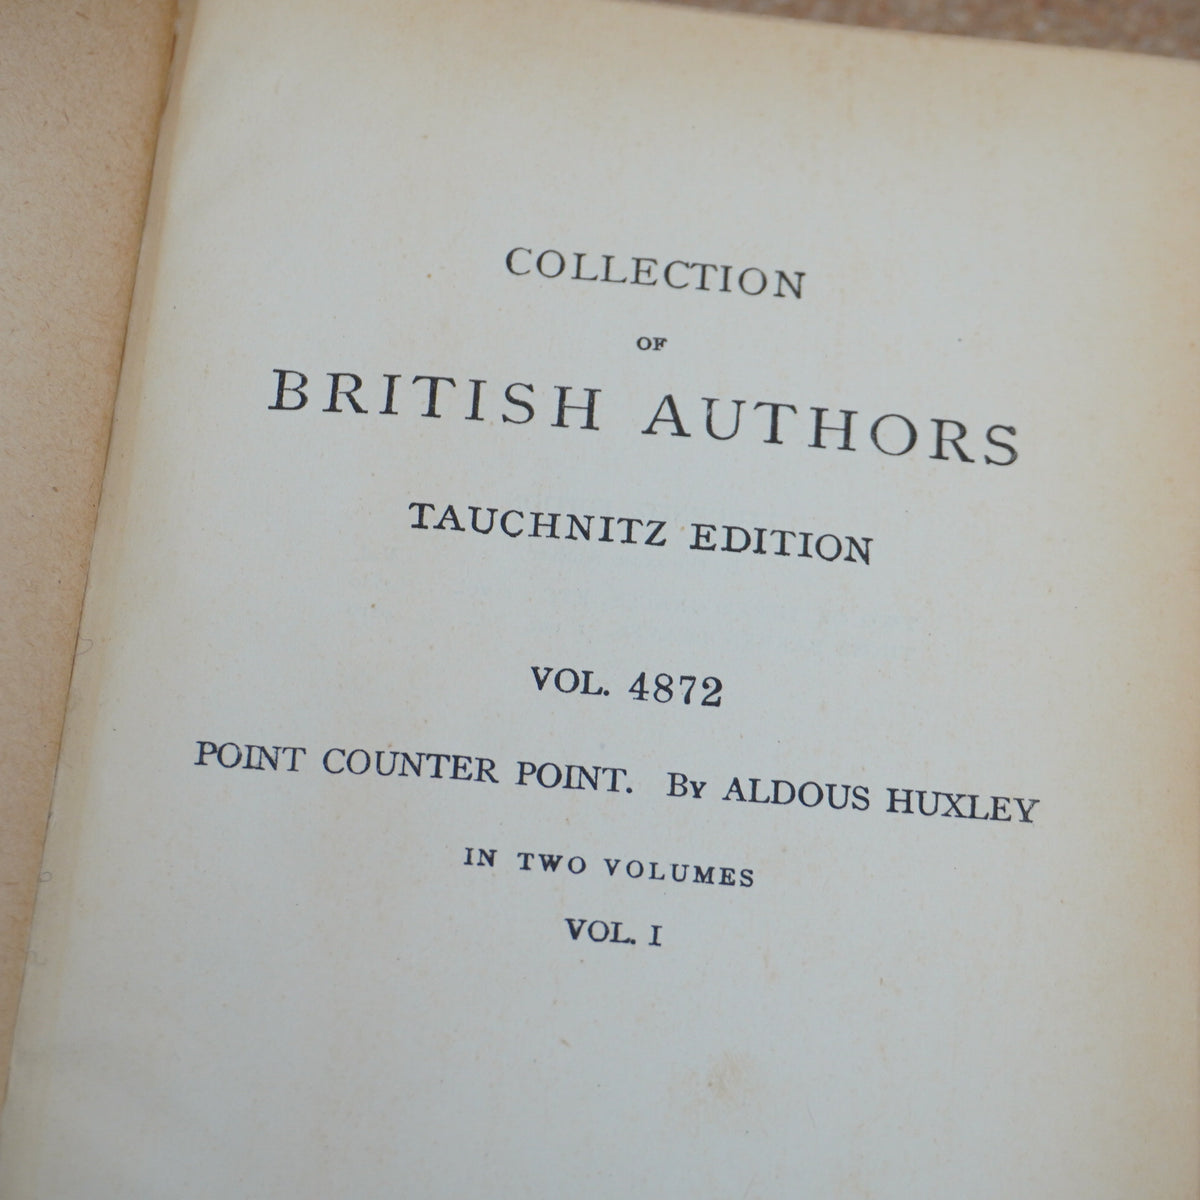 COLLECTION
OF
BRITISH AUTHORS
TAUCHNITZ EDITION
VOL. 4872
POINT COUNTER POINT. By ALDOUS HUXLEY
IN TWO VOLUMES
VOL. I